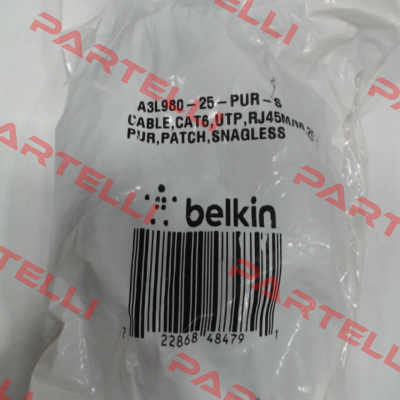 PARTELLI
A3L980-25-PUR-S
CABLE,CAT6,UTP,RJ45M/M,25
PUR,PATCH,SNAGLESS
belkin
7 22868 48479 1
PARTELLI
PARTELLI